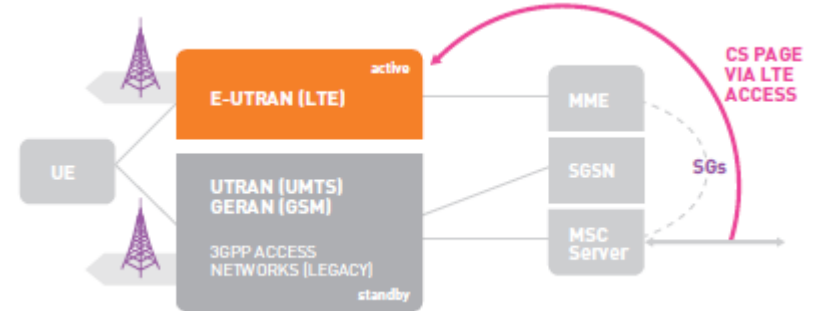 active
E-UTRAN (LTE)
UE
UTRAN (UMTS)
GERAN (GSM)
3GPP ACCESS
NETWORKS (LEGACY)
standby
MME
SGSN
MSC
Server
SGs
CS PAGE
VIA LTE
ACCESS